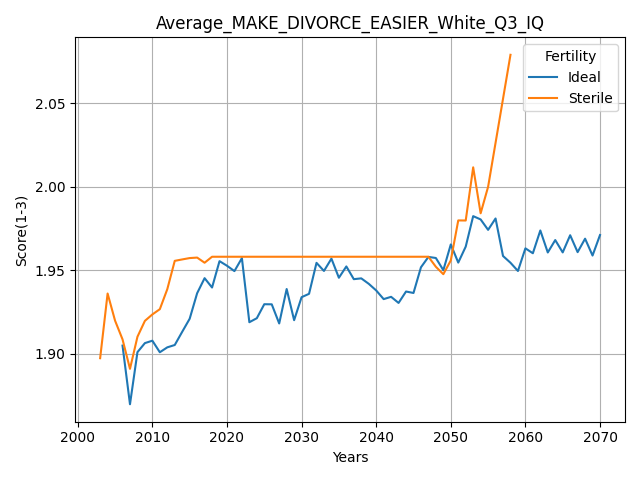 Average_MAKE_DIVORCE_EASIER_White_Q3_IQ
Fertility
Ideal
Sterile
Score(1-3)
2.05
2.00
1.95
1.90
2000 2010 2020 2030 2040 2050 2060 2070
Years